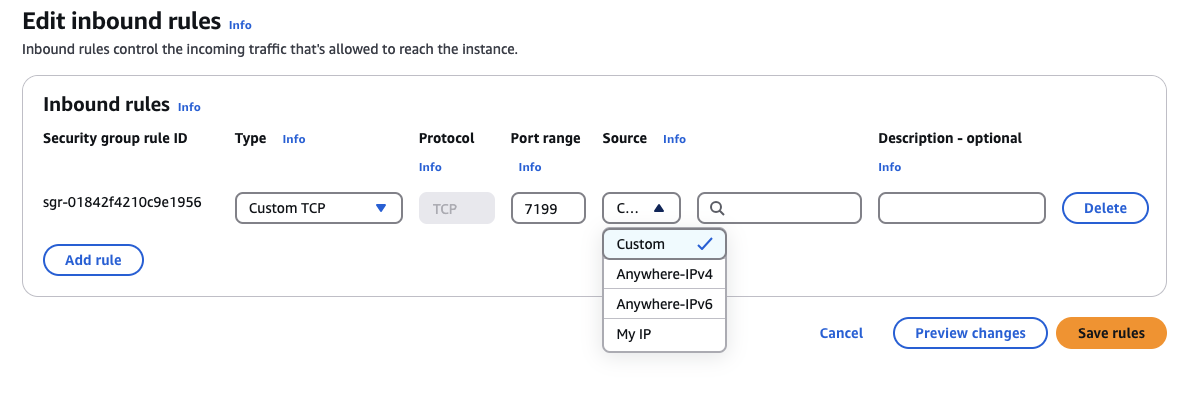 Edit inbound rules Info
Inbound rules control the incoming traffic that's allowed to reach the instance.
Inbound rules Info
Security group rule ID Type Info Protocol Port range Source Info Description - optional
Info Info Info
sgr-01842f4210c9e1956 Custom TCP TCP 7199 C... Delete
Custom
Add rule
Anywhere-IPv4
Anywhere-IPv6
My IP
Cancel Preview changes Save rules